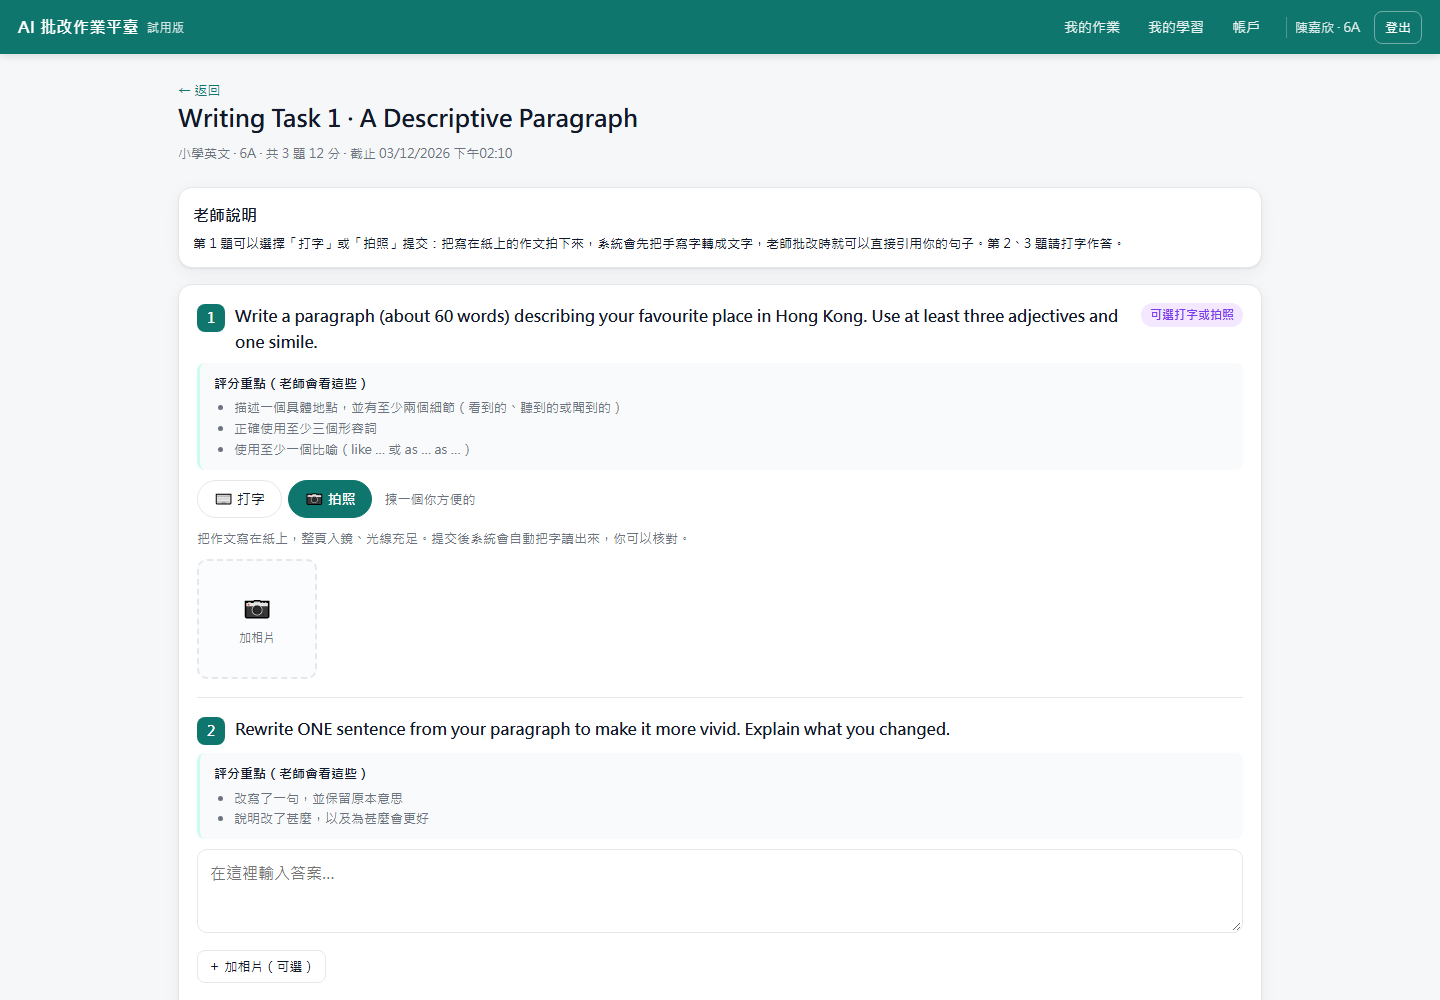 AI 批改作業平臺 試用版
我的作業 我的學習 帳戶 陳嘉欣 · 6A 登出
← 返回
Writing Task 1 · A Descriptive Paragraph
小學英文 · 6A · 共 3 題 12 分 · 截止 03/12/2026 下午02:10
老師說明
第 1 題可以選擇「打字」或「拍照」提交：把寫在紙上的作文拍下來，系統會先把手寫字轉成文字，老師批改時就可以直接引用你的句子。第 2、3 題請打字作答。
1 Write a paragraph (about 60 words) describing your favourite place in Hong Kong. Use at least three adjectives and
one simile.
可選打字或拍照
評分重點（老師會看這些）
描述一個具體地點，並有至少兩個細節（看到的、聽到的或聞到的）
正確使用至少三個形容詞
使用至少一個比喻（like … 或 as … as …）
打字 拍照 揀一個你方便的
把作文寫在紙上，整頁入鏡、光線充足。提交後系統會自動把字讀出來，你可以核對。
加相片
2 Rewrite ONE sentence from your paragraph to make it more vivid. Explain what you changed.
評分重點（老師會看這些）
改寫了一句，並保留原本意思
說明改了甚麼，以及為甚麼會更好
在這裡輸入答案...
+ 加相片（可選）